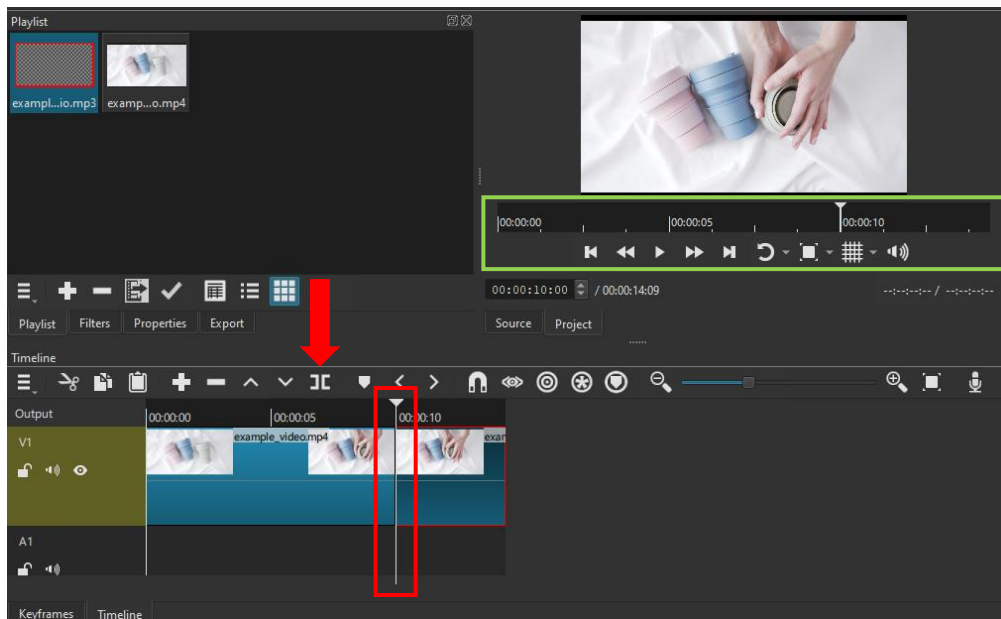 Playlist
exampl...io.mp3 examp...o.mp4
|00:00:00 |00:00:05 |00:00:10
00:00:10:00 / 00:00:14:09 --:--:--:-- / --:--:--:--
Playlist Filters Properties Export Source Project
Timeline
Output |00:00:00 |00:00:05 |00:00:10
V1 example_video.mp4 exam
A1
Keyframes Timeline